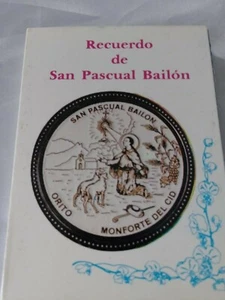 Recuerdo
de
San Pascual Bailón
SAN PASCUAL BAILON
ORITO
MONFORTE DEL CID